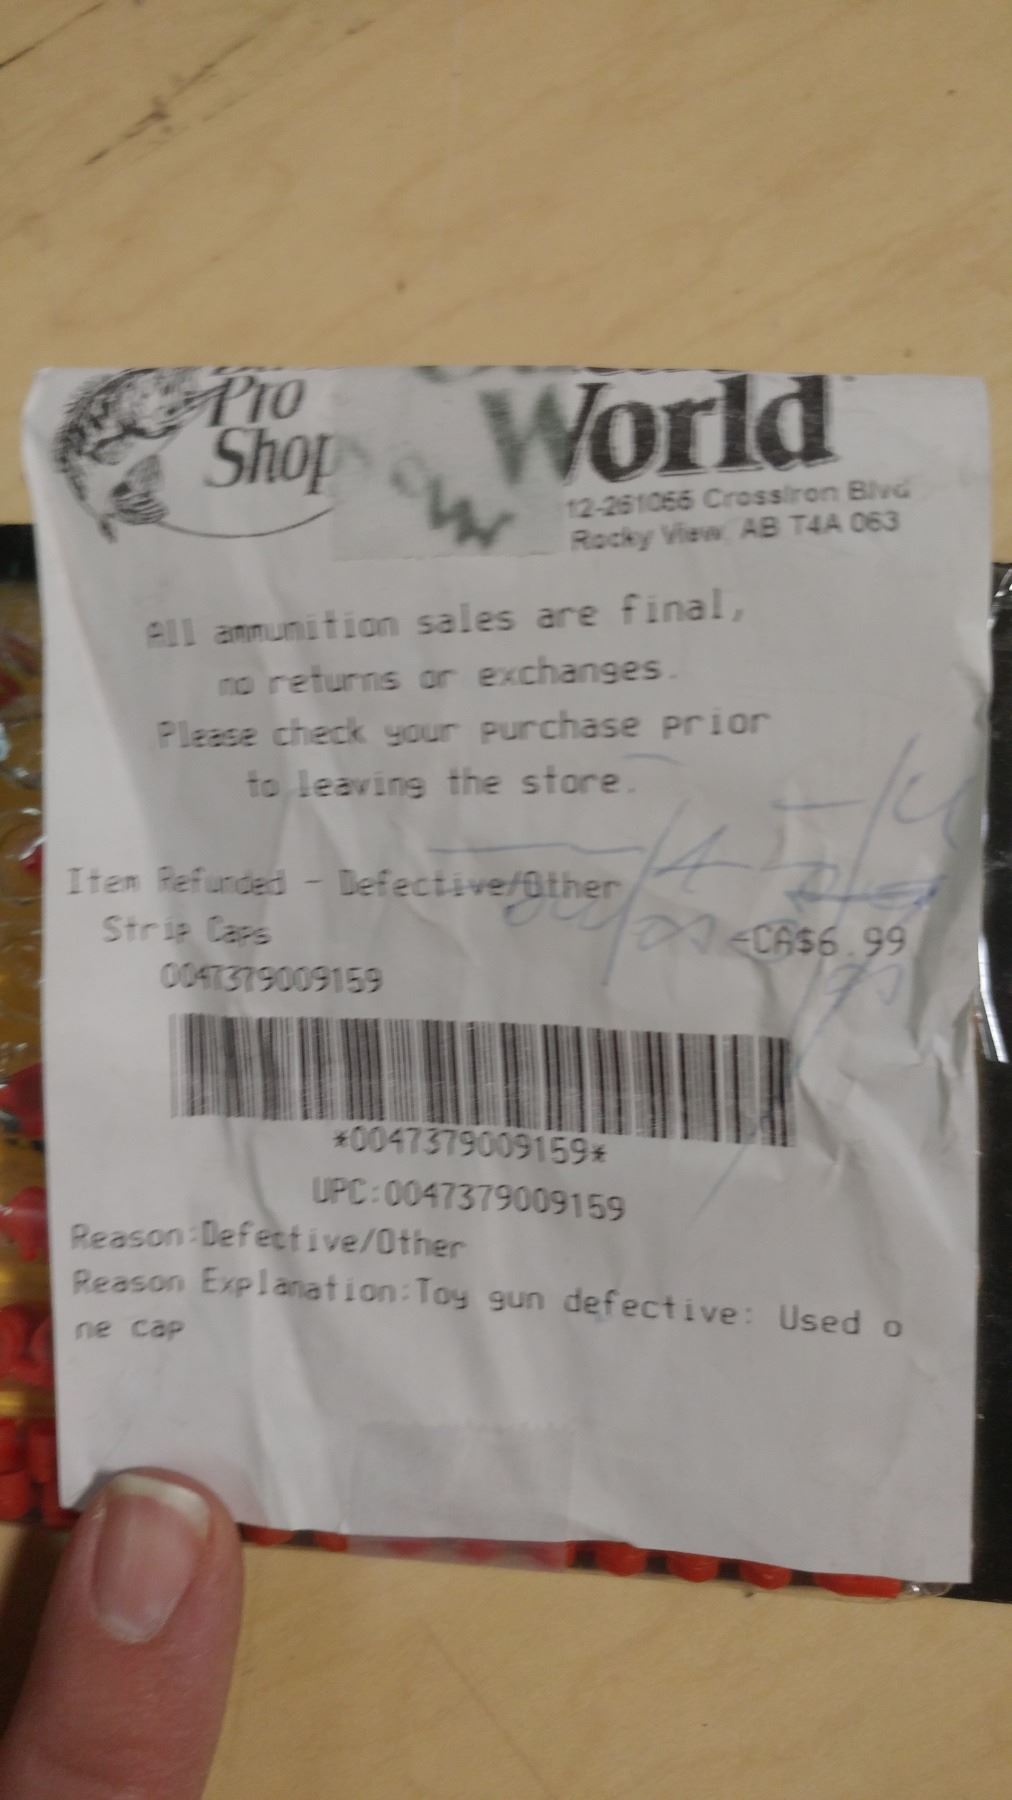 Pro
Shop
World
12-261055 CrossIron Blvd
Rocky View, AB T4A 0G3
All ammunition sales are final,
no returns or exchanges.
Please check your purchase prior
to leaving the store.
Item Refunded - Defective/Other
Strip Caps
-CA$6.99
0047379009159
*0047379009159*
UPC:0047379009159
Reason:Defective/Other
Reason Explanation:Toy gun defective: Used o
ne cap